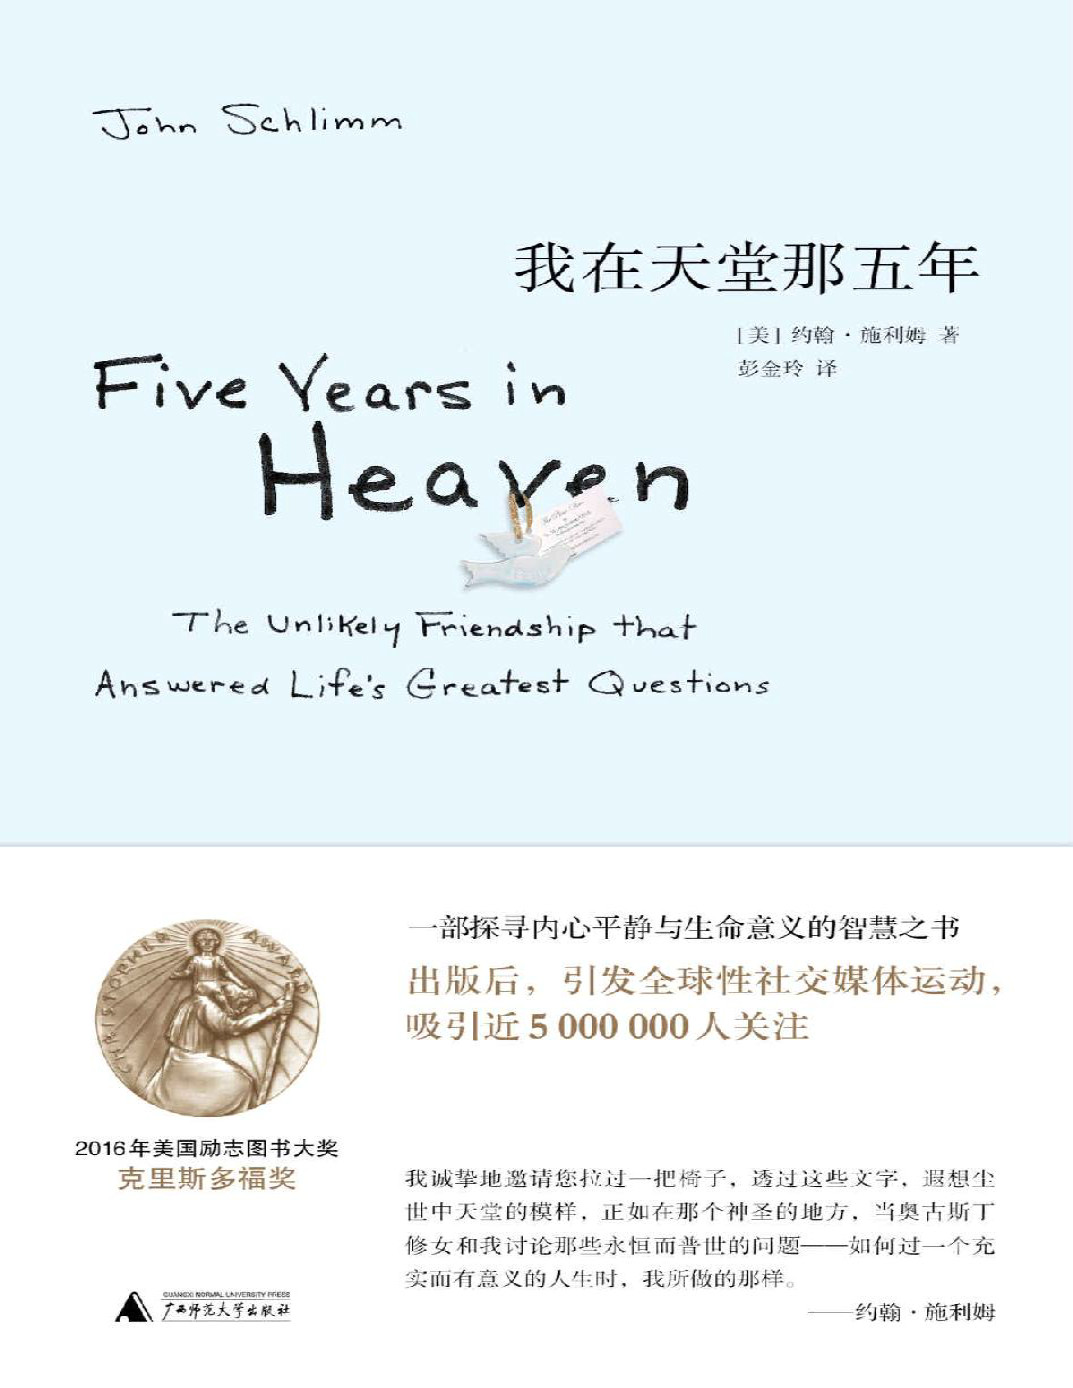 John Schlimm
我在天堂那五年
[美] 约翰·施利姆 著
彭金玲 译
Five Years in
Heaven
The Unlikely Friendship that
Answered Life's Greatest Questions
一部探寻内心平静与生命意义的智慧之书
出版后，引发全球性社交媒体运动，
吸引近5 000 000人关注
CHRISTOPHER AWARD
2016年美国励志图书大奖
克里斯多福奖
我诚挚地邀请您拉过一把椅子，透过这些文字，遐想尘
世中天堂的模样，正如在那个神圣的地方，当奥古斯丁
修女和我讨论那些永恒而普世的问题——如何过一个充
实而有意义的人生时，我所做的那样。
——约翰·施利姆
GUANGXI NORMAL UNIVERSITY PRESS
广西师范大学出版社